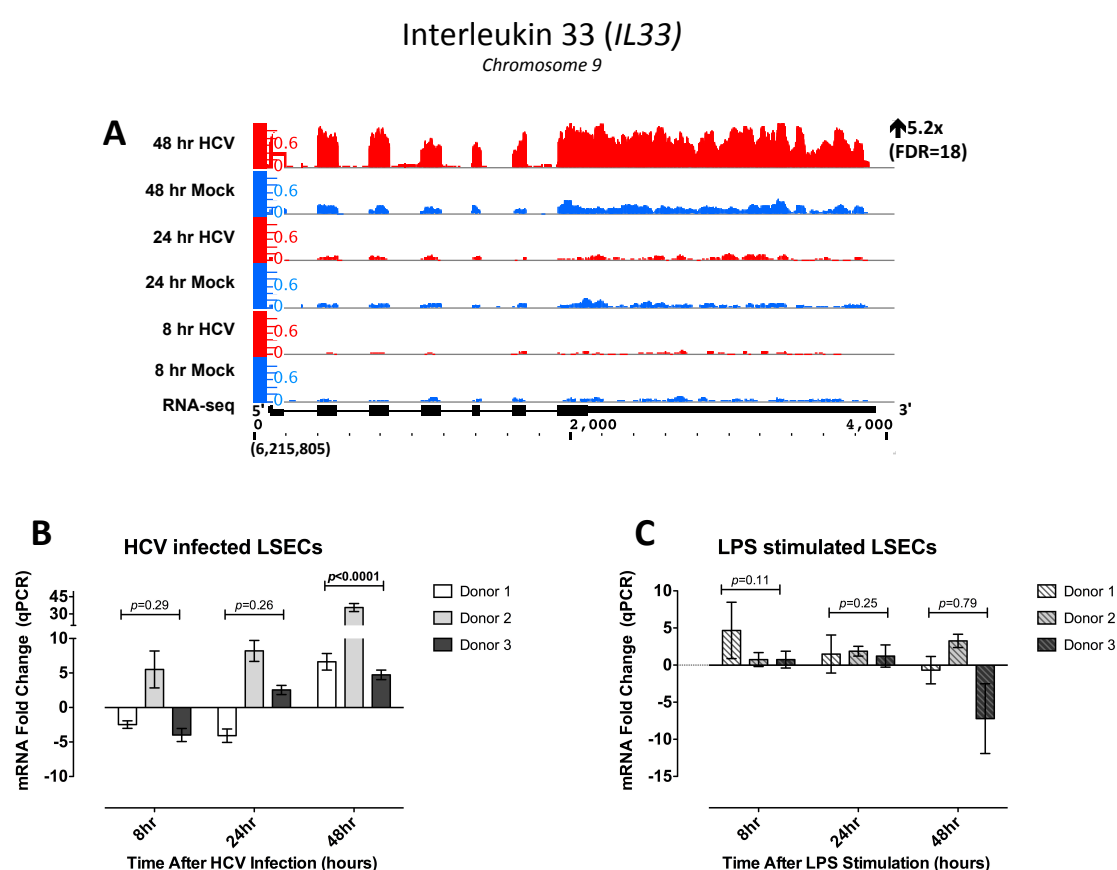 Interleukin 33 (IL33)
Chromosome 9
A
48 hr HCV
0.6
0
5.2x
(FDR=18)
48 hr Mock
0.6
0
24 hr HCV
0.6
0
24 hr Mock
0.6
0
8 hr HCV
0.6
0
8 hr Mock
0.6
0
RNA-seq
5' 3'
0 2,000 4,000
(6,215,805)
B
HCV infected LSECs
mRNA Fold Change (qPCR)
45
30
10
5
0
-5
-10
p=0.29
p=0.26
p<0.0001
Donor 1
Donor 2
Donor 3
8hr 24hr 48hr
Time After HCV Infection (hours)
C
LPS stimulated LSECs
mRNA Fold Change (qPCR)
10
5
0
-5
-10
-15
p=0.11
p=0.25
p=0.79
Donor 1
Donor 2
Donor 3
8hr 24hr 48hr
Time After LPS Stimulation (hours)